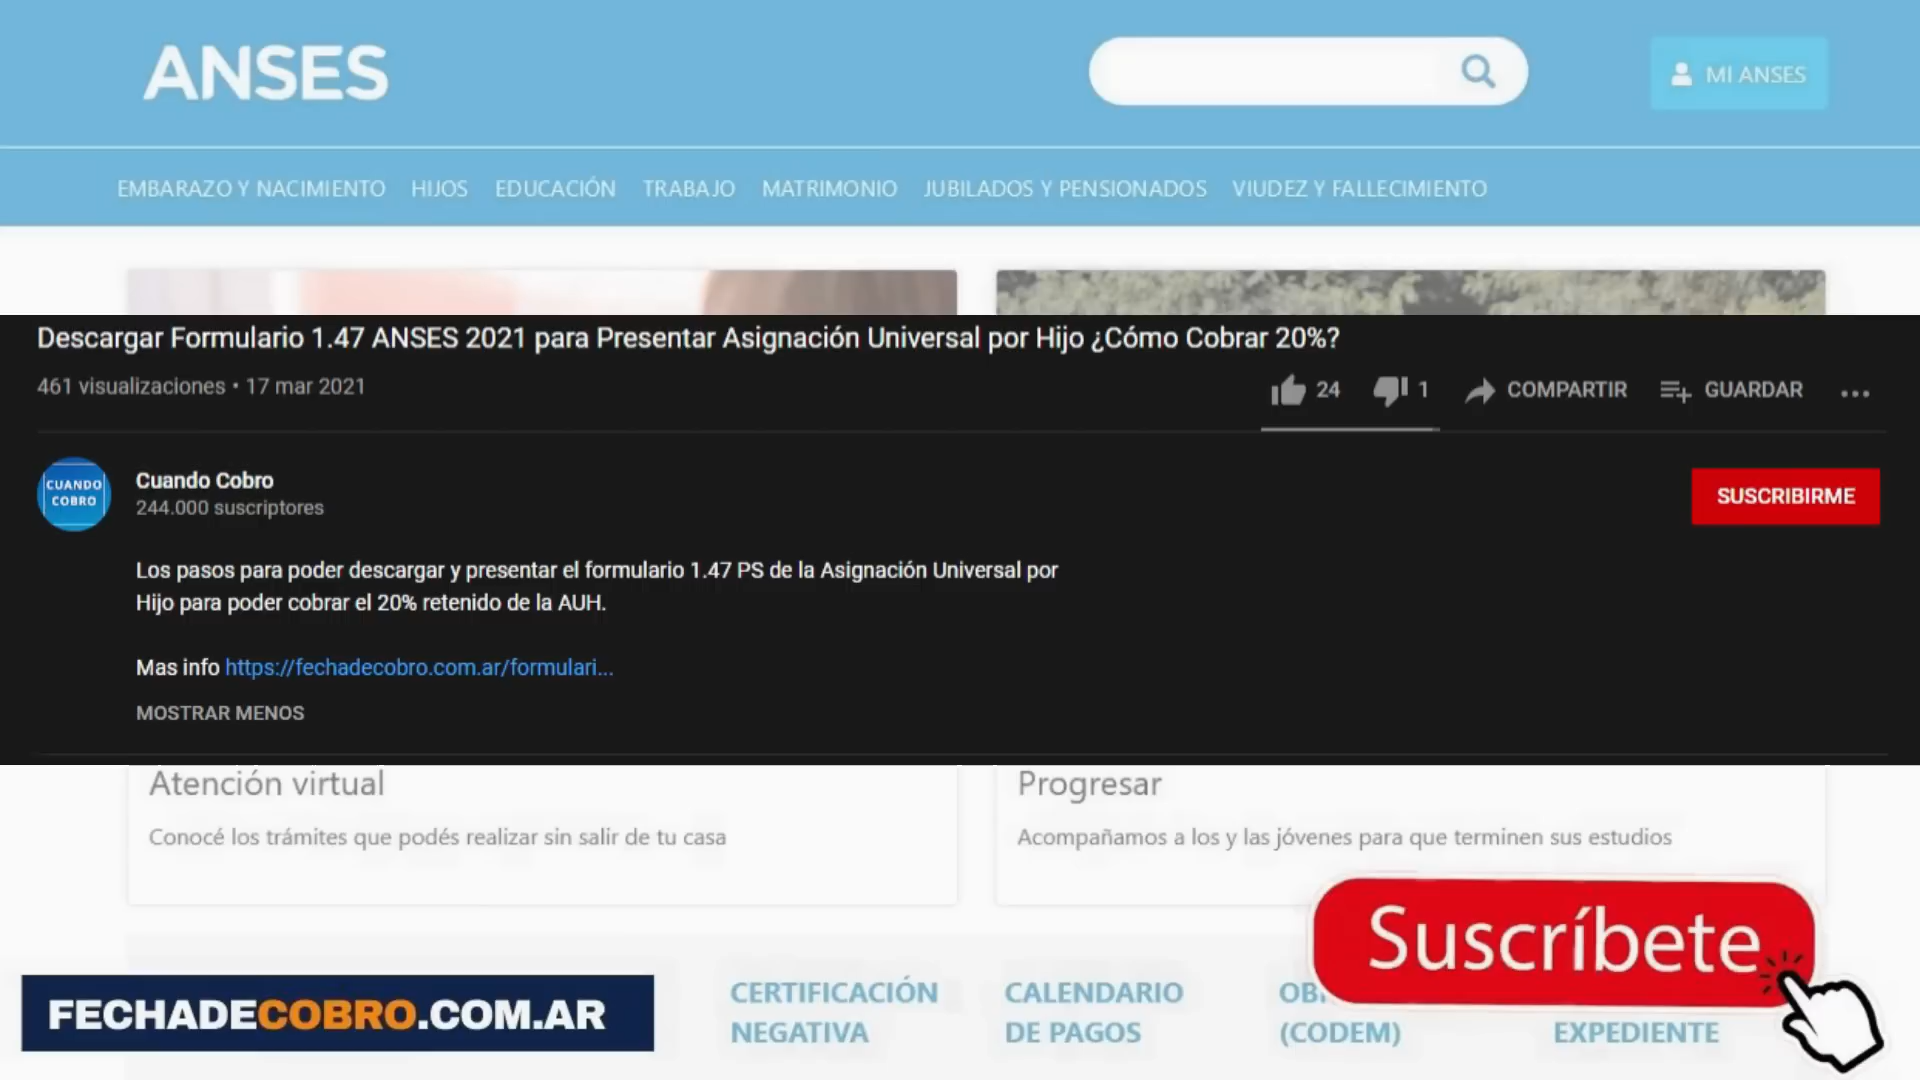 ANSES
MI ANSES
EMBARAZO Y NACIMIENTO HIJOS EDUCACIÓN TRABAJO MATRIMONIO JUBILADOS Y PENSIONADOS VIUDEZ Y FALLECIMIENTO
Descargar Formulario 1.47 ANSES 2021 para Presentar Asignación Universal por Hijo ¿Cómo Cobrar 20%?
461 visualizaciones • 17 mar 2021
24 1 COMPARTIR GUARDAR ...
CUANDO
COBRO
Cuando Cobro
244.000 suscriptores
SUSCRIBIRME
Los pasos para poder descargar y presentar el formulario 1.47 PS de la Asignación Universal por
Hijo para poder cobrar el 20% retenido de la AUH.
Mas info https://fechadecobro.com.ar/formulari...
MOSTRAR MENOS
Atención virtual
Conocé los trámites que podés realizar sin salir de tu casa
Progresar
Acompañamos a los y las jóvenes para que terminen sus estudios
Suscríbete
FECHADECOBRO.COM.AR
CERTIFICACIÓN
NEGATIVA
CALENDARIO
DE PAGOS
(CODEM)
EXPEDIENTE